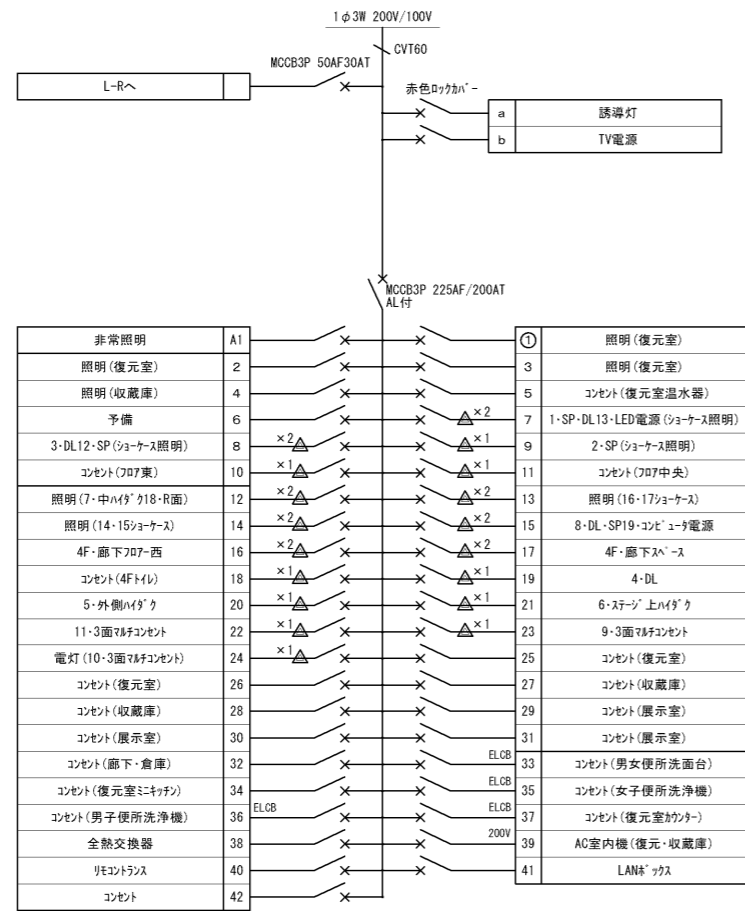 1φ3W 200V/100V
CVT60
MCCB3P 50AF30AT
L-Rへ
赤色ﾛｯｸｶﾊﾞｰ
a 誘導灯
b TV電源
MCCB3P 225AF/200AT
AL付
非常照明 A1 ① 照明(復元室)
照明(復元室) 2 3 照明(復元室)
照明(収蔵庫) 4 5 ｺﾝｾﾝﾄ(復元室温水器)
予備 6 ×2 7 1･SP･DL13･LED電源(ｼｮｰｹｰｽ照明)
3･DL12･SP(ｼｮｰｹｰｽ照明) 8 ×2 ×1 9 2･SP(ｼｮｰｹｰｽ照明)
ｺﾝｾﾝﾄ(ﾌﾛｱ東) 10 ×1 ×1 11 ｺﾝｾﾝﾄ(ﾌﾛｱ中央)
照明(7･中ﾊｲﾀﾞｸ18･R面) 12 ×2 ×2 13 照明(16･17ｼｮｰｹｰｽ)
照明(14･15ｼｮｰｹｰｽ) 14 ×2 ×2 15 8･DL･SP19･ｺﾝﾋﾟｭｰﾀ電源
4F･廊下ﾌﾛｱｰ西 16 ×2 ×2 17 4F･廊下ｽﾍﾟｰｽ
ｺﾝｾﾝﾄ(4Fﾄｲﾚ) 18 ×1 ×1 19 4･DL
5･外側ﾊｲﾀﾞｸ 20 ×1 ×1 21 6･ｽﾃｰｼﾞ上ﾊｲﾀﾞｸ
11･3面ﾏﾙﾁｺﾝｾﾝﾄ 22 ×1 ×1 23 9･3面ﾏﾙﾁｺﾝｾﾝﾄ
電灯(10･3面ﾏﾙﾁｺﾝｾﾝﾄ) 24 ×1 25 ｺﾝｾﾝﾄ(復元室)
ｺﾝｾﾝﾄ(復元室) 26 27 ｺﾝｾﾝﾄ(収蔵庫)
ｺﾝｾﾝﾄ(収蔵庫) 28 29 ｺﾝｾﾝﾄ(展示室)
ｺﾝｾﾝﾄ(展示室) 30 31 ｺﾝｾﾝﾄ(展示室)
ｺﾝｾﾝﾄ(廊下･倉庫) 32 ELCB 33 ｺﾝｾﾝﾄ(男女便所洗面台)
ｺﾝｾﾝﾄ(復元室ﾐﾆｷｯﾁﾝ) 34 ELCB 35 ｺﾝｾﾝﾄ(女子便所洗浄機)
ｺﾝｾﾝﾄ(男子便所洗浄機) 36 ELCB ELCB 37 ｺﾝｾﾝﾄ(復元室ｶｳﾝﾀｰ)
全熱交換器 38 200V 39 AC室内機(復元･収蔵庫)
ﾘﾓｺﾝﾄﾗﾝｽ 40 41 LANﾎﾞｯｸｽ
ｺﾝｾﾝﾄ 42